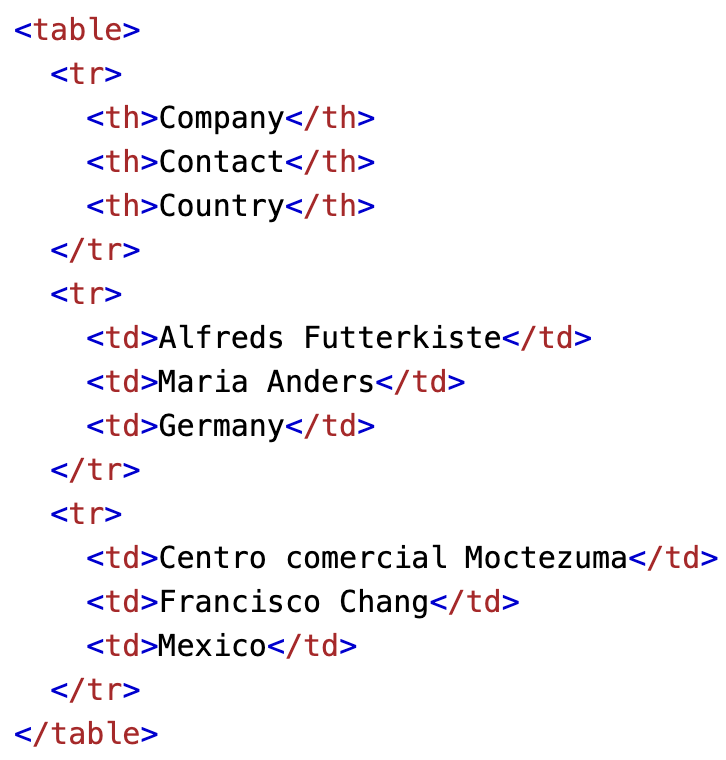 <table>
  <tr>
    <th>Company</th>
    <th>Contact</th>
    <th>Country</th>
  </tr>
  <tr>
    <td>Alfreds Futterkiste</td>
    <td>Maria Anders</td>
    <td>Germany</td>
  </tr>
  <tr>
    <td>Centro comercial Moctezuma</td>
    <td>Francisco Chang</td>
    <td>Mexico</td>
  </tr>
</table>